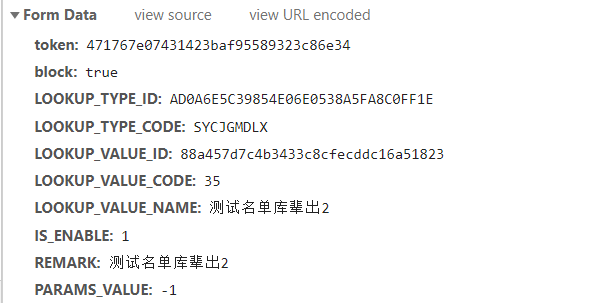 Form Data view source view URL encoded
token: 471767e07431423baf95589323c86e34
block: true
LOOKUP_TYPE_ID: AD0A6E5C39854E06E0538A5FA8C0FF1E
LOOKUP_TYPE_CODE: SYCJGMDLX
LOOKUP_VALUE_ID: 88a457d7c4b3433c8cfecddc16a51823
LOOKUP_VALUE_CODE: 35
LOOKUP_VALUE_NAME: 测试名单库辈出2
IS_ENABLE: 1
REMARK: 测试名单库辈出2
PARAMS_VALUE: -1